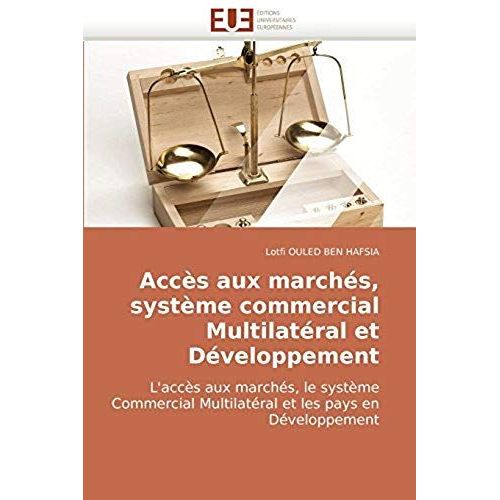 EUE
ÉDITIONS
UNIVERSITAIRES
EUROPÉENNES
Lotfi OULED BEN HAFSIA
Accès aux marchés,
système commercial
Multilatéral et
Développement
L'accès aux marchés, le système
Commercial Multilatéral et les pays en
Développement